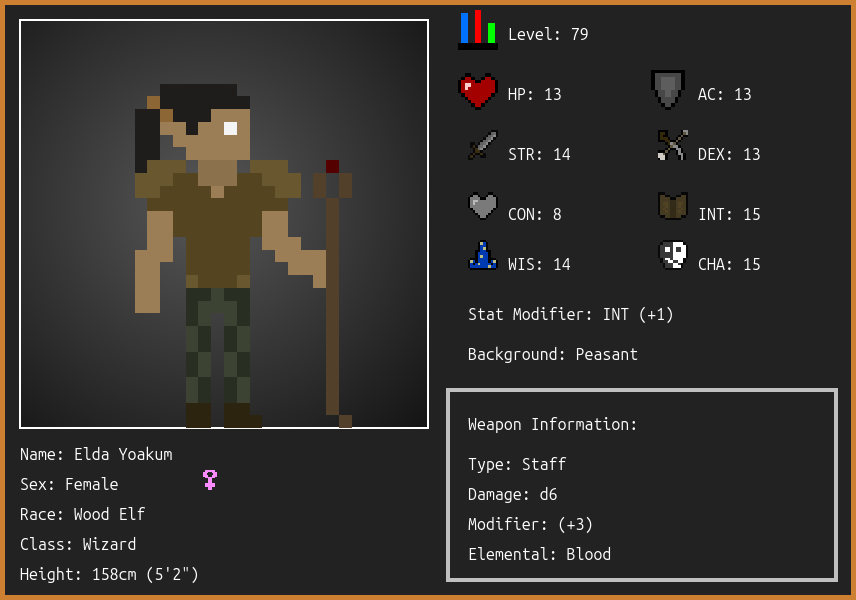 Level: 79
HP: 13
AC: 13
STR: 14
DEX: 13
CON: 8
INT: 15
WIS: 14
CHA: 15
Stat Modifier: INT (+1)
Background: Peasant
Weapon Information:
Type: Staff
Damage: d6
Modifier: (+3)
Elemental: Blood
Name: Elda Yoakum
Sex: Female
Race: Wood Elf
Class: Wizard
Height: 158cm (5'2")